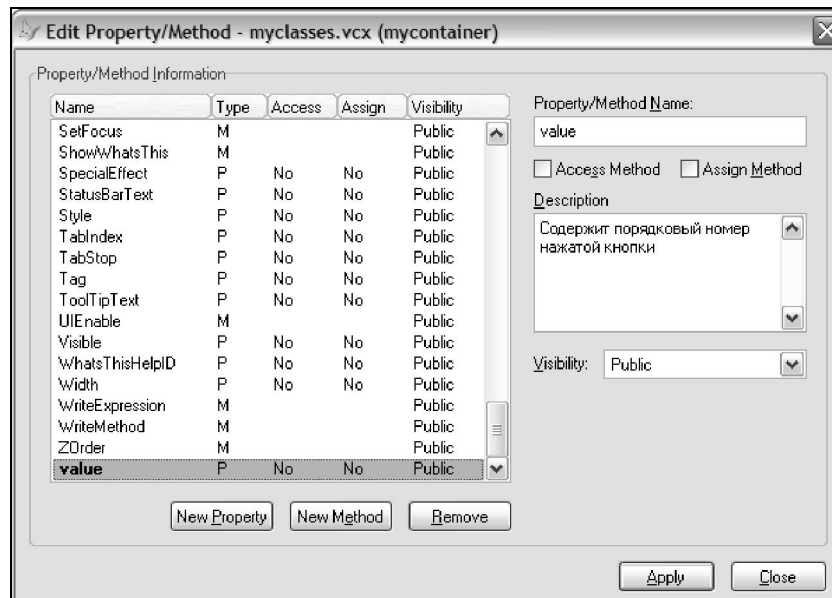 Edit Property/Method - myclasses.vcx (mycontainer)
Property/Method Information
Name Type Access Assign Visibility
SetFocus M Public
ShowWhatsThis M Public
SpecialEffect P No No Public
StatusBarText P No No Public
Style P No No Public
TabIndex P No No Public
TabStop P No No Public
Tag P No No Public
ToolTipText P No No Public
UIEnable M Public
Visible P No No Public
WhatsThisHelpID P No No Public
Width P No No Public
WriteExpression M Public
WriteMethod M Public
ZOrder M Public
value P No No Public
New Property New Method Remove
Property/Method Name:
value
Access Method Assign Method
Description
Содержит порядковый номер
нажатой кнопки
Visibility: Public
Apply Close